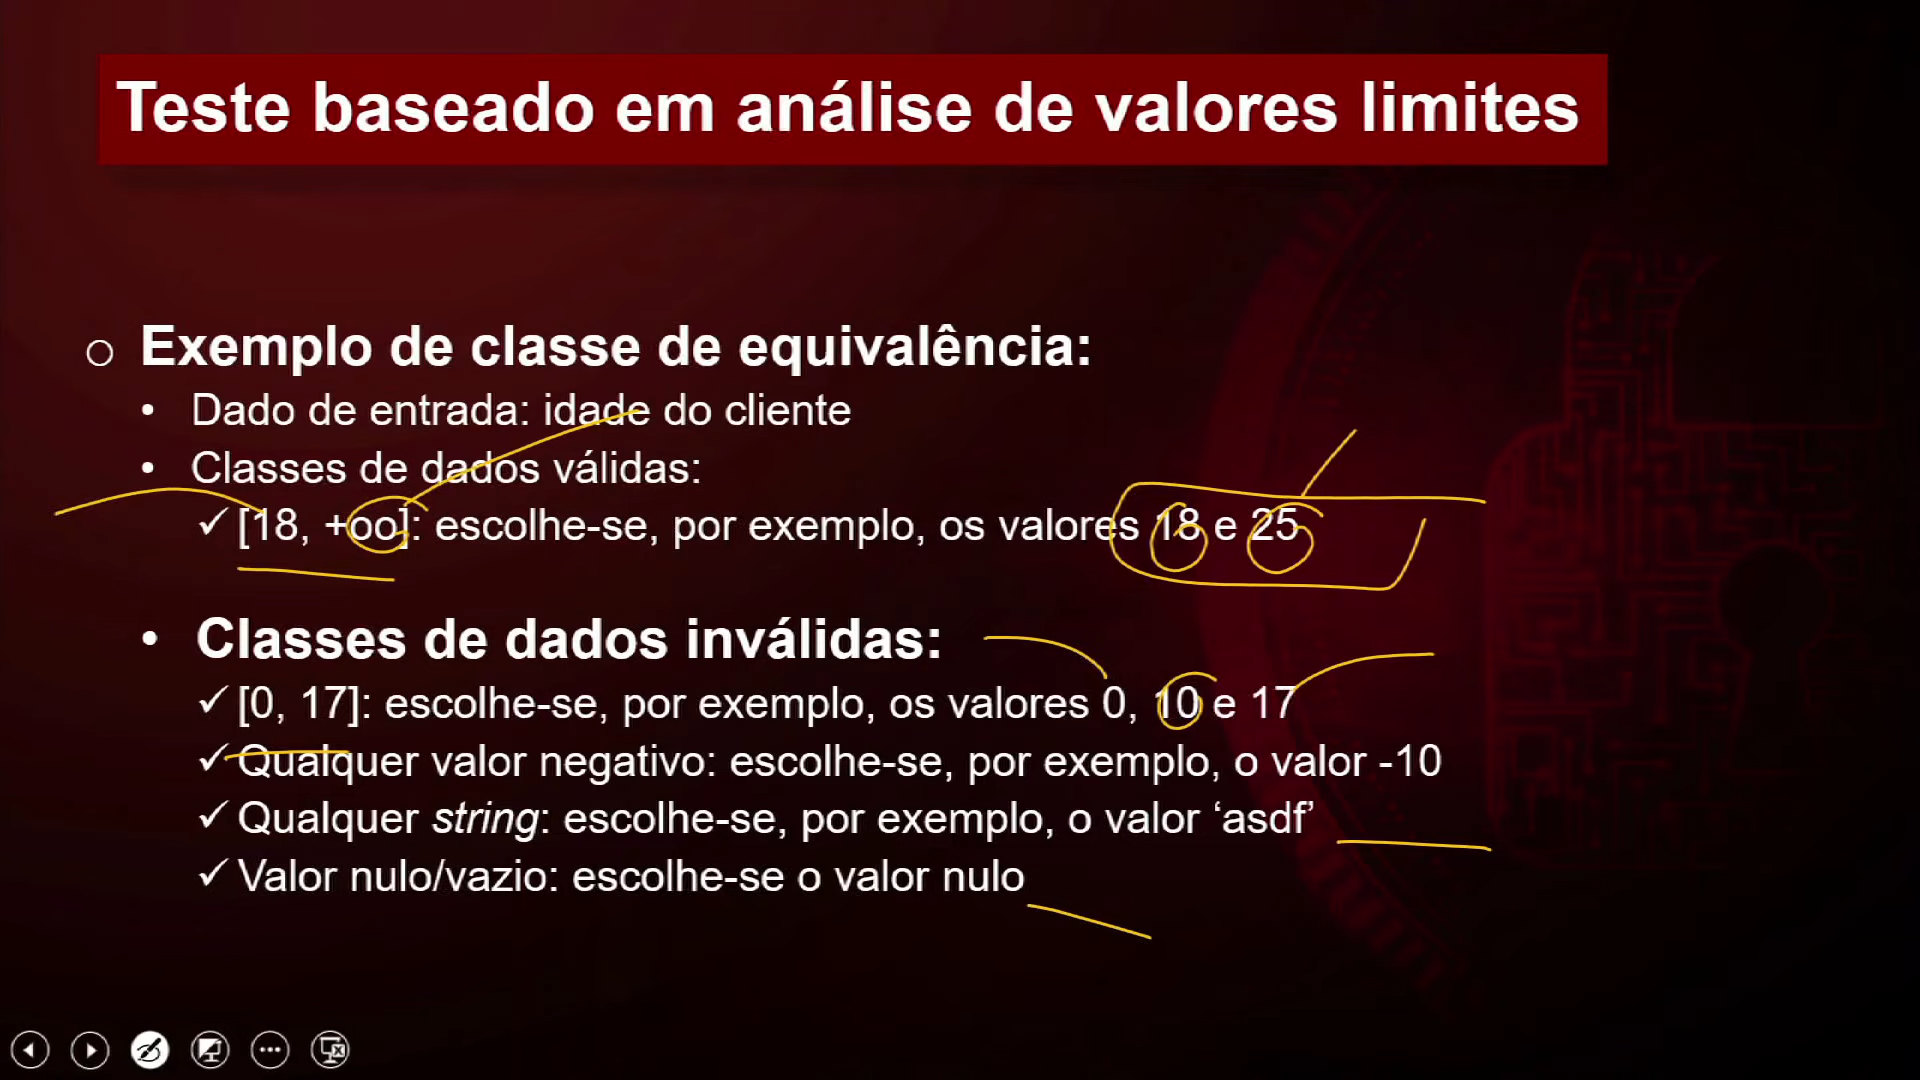 Teste baseado em análise de valores limites
Exemplo de classe de equivalência:
• Dado de entrada: idade do cliente
• Classes de dados válidas:
✓ [18, +oo]: escolhe-se, por exemplo, os valores 18 e 25
• Classes de dados inválidas:
✓ [0, 17]: escolhe-se, por exemplo, os valores 0, 10 e 17
✓ Qualquer valor negativo: escolhe-se, por exemplo, o valor -10
✓ Qualquer string: escolhe-se, por exemplo, o valor ‘asdf’
✓ Valor nulo/vazio: escolhe-se o valor nulo